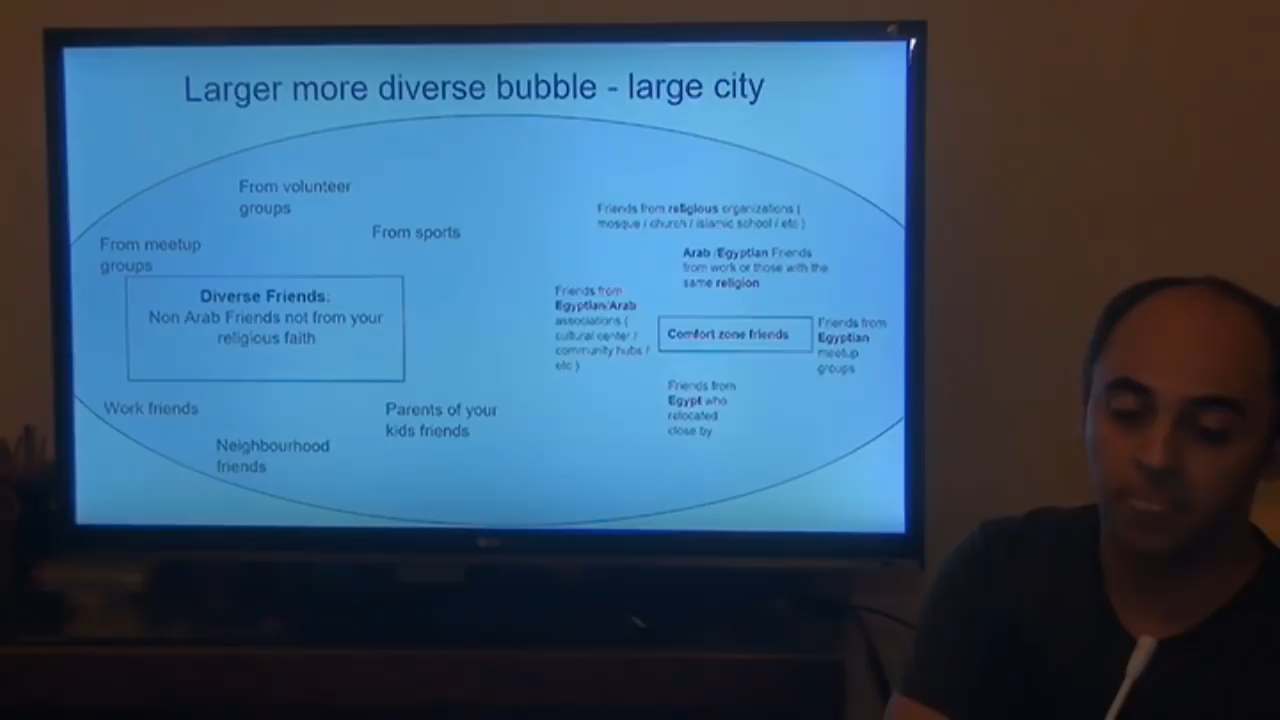 Larger more diverse bubble - large city
From volunteer
groups
From sports
From meetup
groups
Diverse Friends:
Non Arab Friends not from your
religious faith
Work friends
Neighbourhood
friends
Parents of your
kids friends
Friends from religious organizations (
mosque / church / islamic school / etc )
Arab /Egyptian Friends
from work or those with the
same religion
Friends from
Egyptian/Arab
associations (
cultural center /
community hubs /
etc )
Comfort zone friends
Friends from
Egyptian
meetup
groups
Friends from
Egypt who
relocated
close by